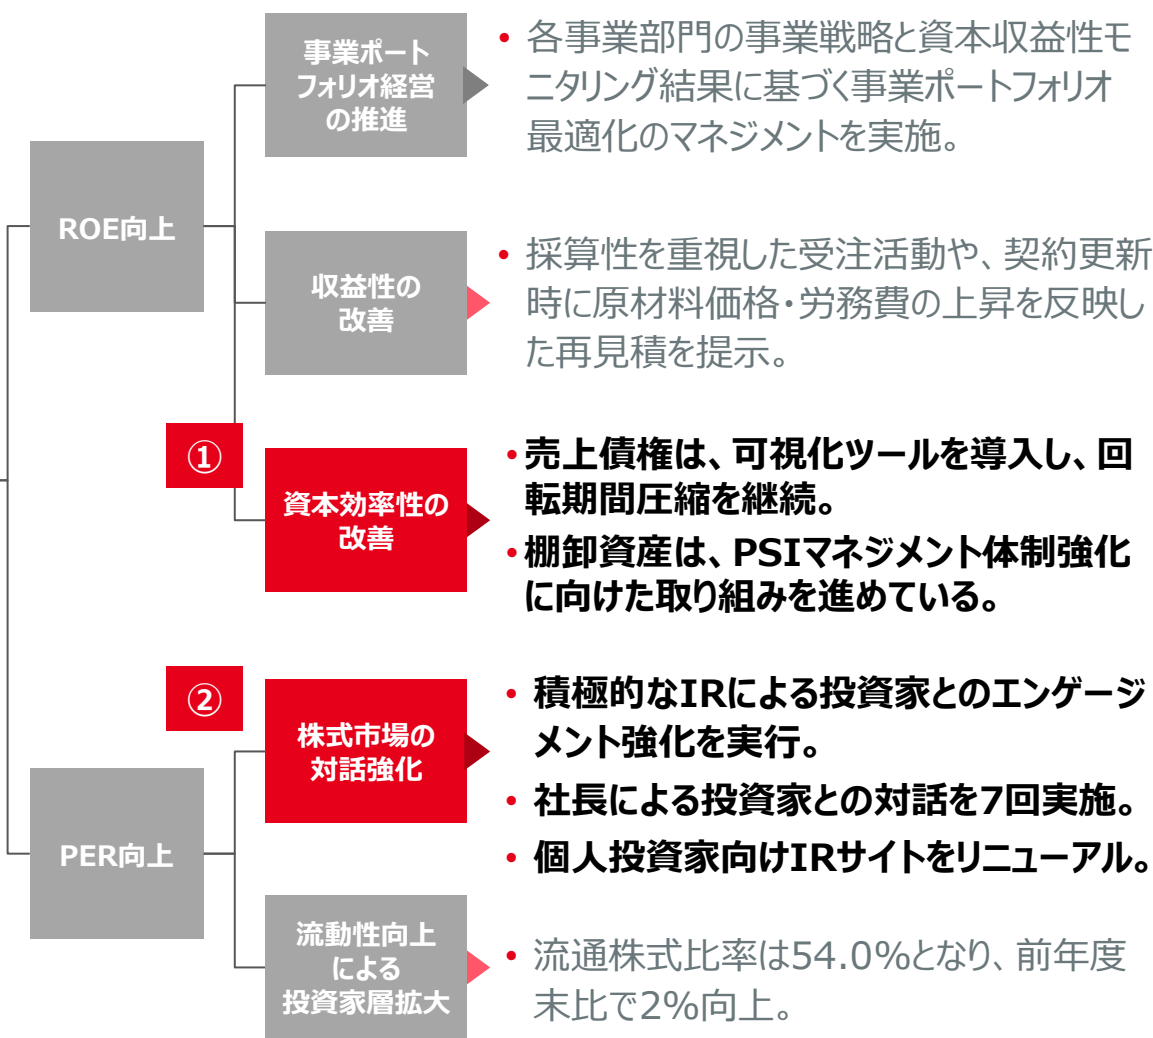 ROE向上
事業ポート
フォリオ経営
の推進
• 各事業部門の事業戦略と資本収益性モ
ニタリング結果に基づく事業ポートフォリオ
最適化のマネジメントを実施。
収益性の
改善
• 採算性を重視した受注活動や、契約更新
時に原材料価格・労務費の上昇を反映し
た再見積を提示。
①
資本効率性の
改善
• 売上債権は、可視化ツールを導入し、回
転期間圧縮を継続。
• 棚卸資産は、PSIマネジメント体制強化
に向けた取り組みを進めている。
PER向上
②
株式市場の
対話強化
• 積極的なIRによる投資家とのエンゲージ
メント強化を実行。
• 社長による投資家との対話を7回実施。
• 個人投資家向けIRサイトをリニューアル。
流動性向上
による
投資家層拡大
• 流通株式比率は54.0%となり、前年度
末比で2%向上。